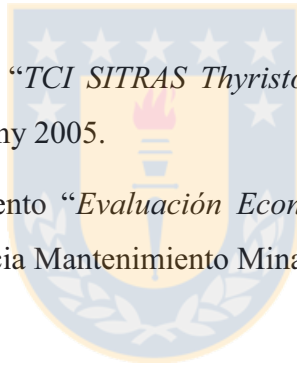 “TCI SITRAS Thyristo
ny 2005.
ento “Evaluación Econ
cia Mantenimiento Mina